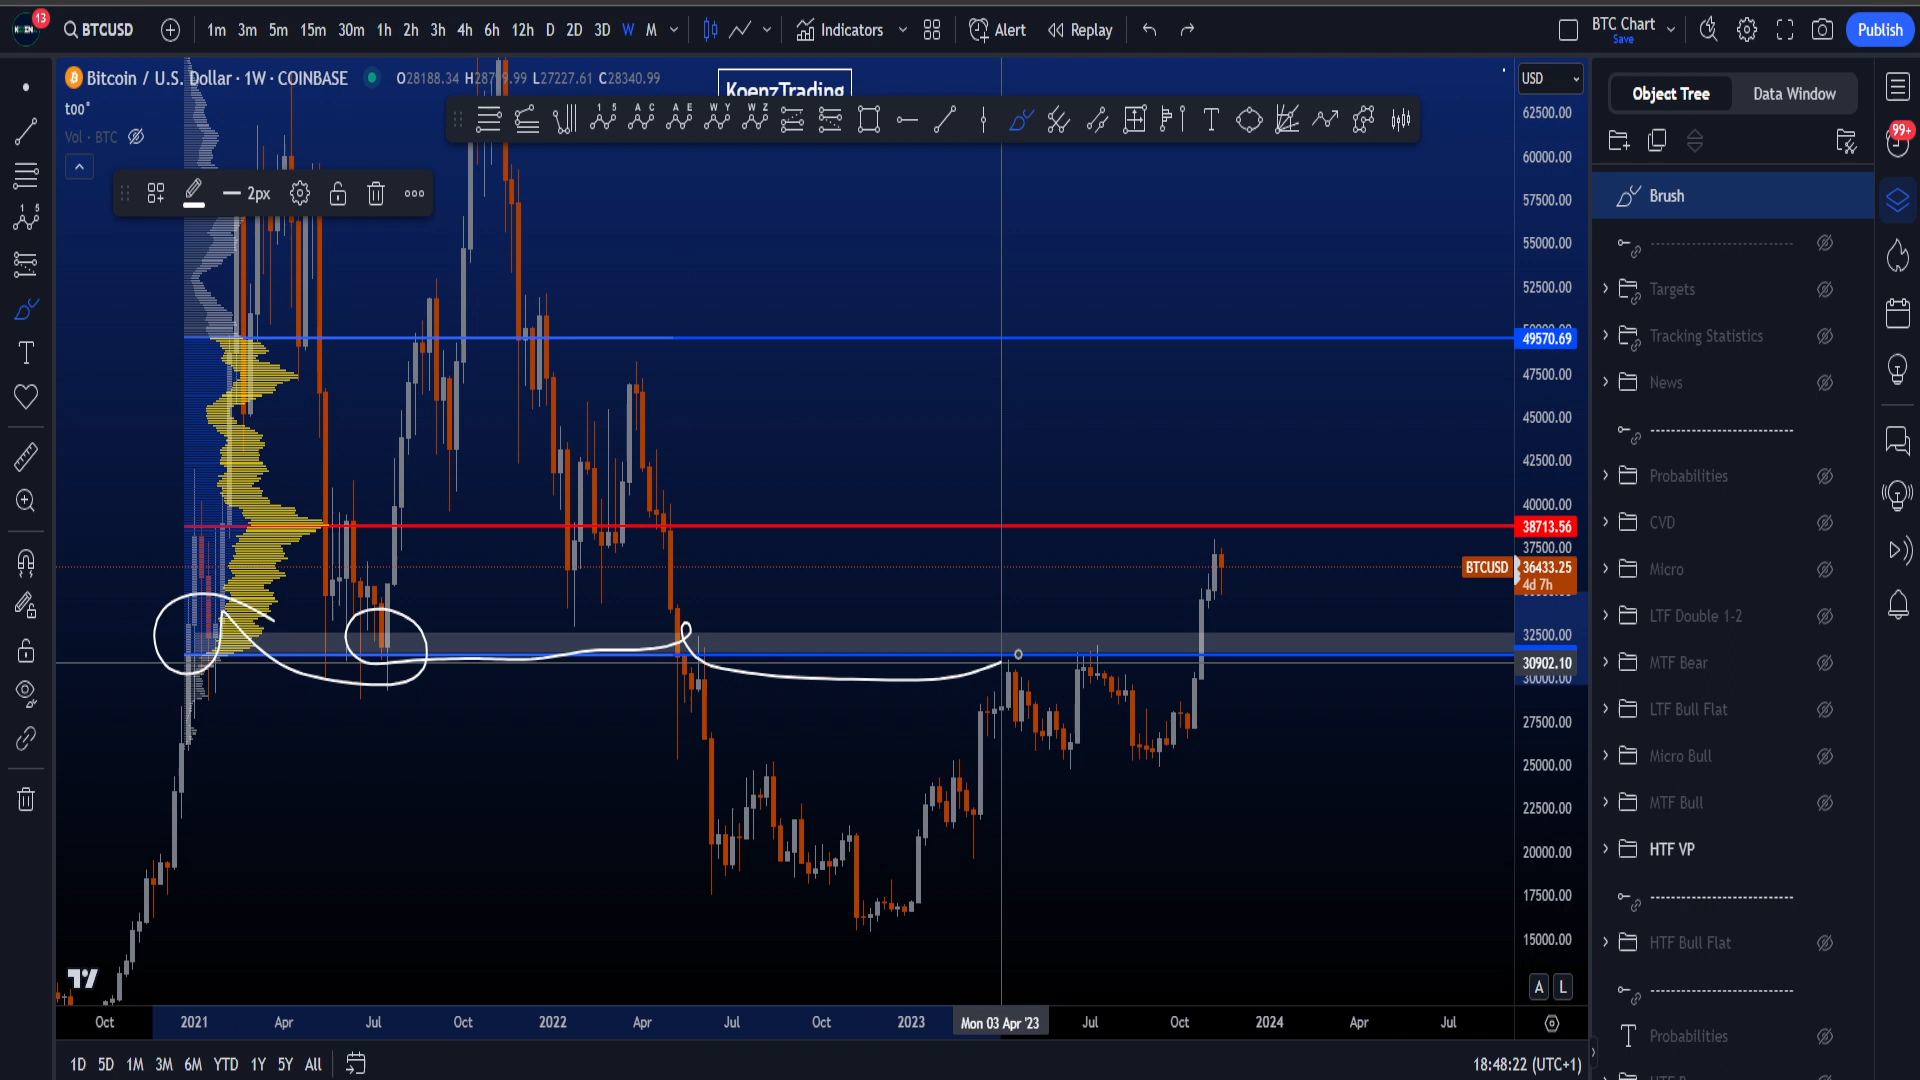 KOEN
13
BTCUSD
1m 3m 5m 15m 30m 1h 2h 3h 4h 6h 12h D 2D 3D W M
Indicators
Alert
Replay
BTC Chart
Save
Publish
Bitcoin / U.S. Dollar · 1W · COINBASE
O28188.34 L27227.61 C28340.99
too*
Vol · BTC
KoenzTrading
2px
USD
62500.00
60000.00
57500.00
55000.00
52500.00
49570.69
47500.00
45000.00
42500.00
40000.00
38713.56
37500.00
BTCUSD
36433.25
4d 7h
32500.00
30902.10
30000.00
27500.00
25000.00
22500.00
20000.00
17500.00
15000.00
A L
Oct 2021 Apr Jul Oct 2022 Apr Jul Oct 2023 Mon 03 Apr '23 Jul Oct 2024 Apr Jul
1D 5D 1M 3M 6M YTD 1Y 5Y All
18:48:22 (UTC+1)
Object Tree
Data Window
99+
Brush
Targets
Tracking Statistics
News
Probabilities
CVD
Micro
LTF Double 1-2
MTF Bear
LTF Bull Flat
Micro Bull
MTF Bull
HTF VP
HTF Bull Flat
Probabilities